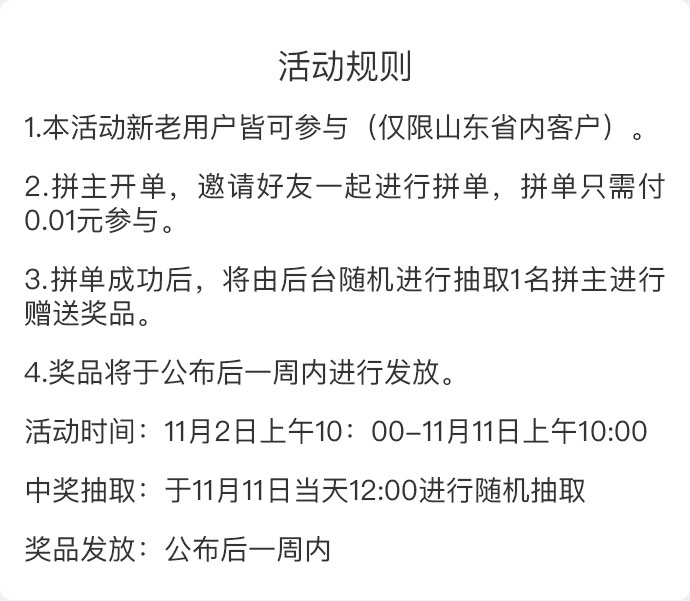 活动规则
1.本活动新老用户皆可参与（仅限山东省内客户）。
2.拼主开单，邀请好友一起进行拼单，拼单只需付
0.01元参与。
3.拼单成功后，将由后台随机进行抽取1名拼主进行
赠送奖品。
4.奖品将于公布后一周内进行发放。
活动时间：11月2日上午10：00-11月11日上午10:00
中奖抽取：于11月11日当天12:00进行随机抽取
奖品发放：公布后一周内